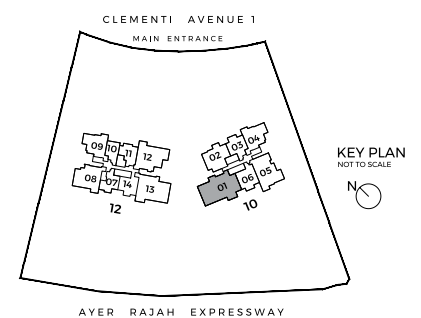 CLEMENTI AVENUE 1
MAIN ENTRANCE
09 10 11 12
08 07 14 13
12
02 03 04
01 06 05
10
KEY PLAN
NOT TO SCALE
N
AYER RAJAH EXPRESSWAY